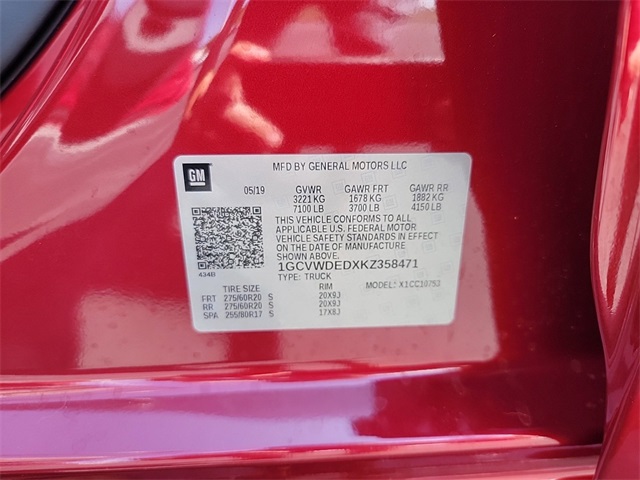 GM
MFD BY GENERAL MOTORS LLC
05/19 GVWR GAWR FRT GAWR RR
3221 KG 1678 KG 1882 KG
7100 LB 3700 LB 4150 LB
THIS VEHICLE CONFORMS TO ALL
APPLICABLE U.S. FEDERAL MOTOR
VEHICLE SAFETY STANDARDS IN EFFECT
ON THE DATE OF MANUFACTURE
SHOWN ABOVE.
1GCVWDEDXKZ358471
434B
TYPE: TRUCK
MODEL: X1CC10753
TIRE SIZE RIM
FRT 275/60R20 S 20X9J
RR 275/60R20 S 20X9J
SPA 255/80R17 S 17X8J